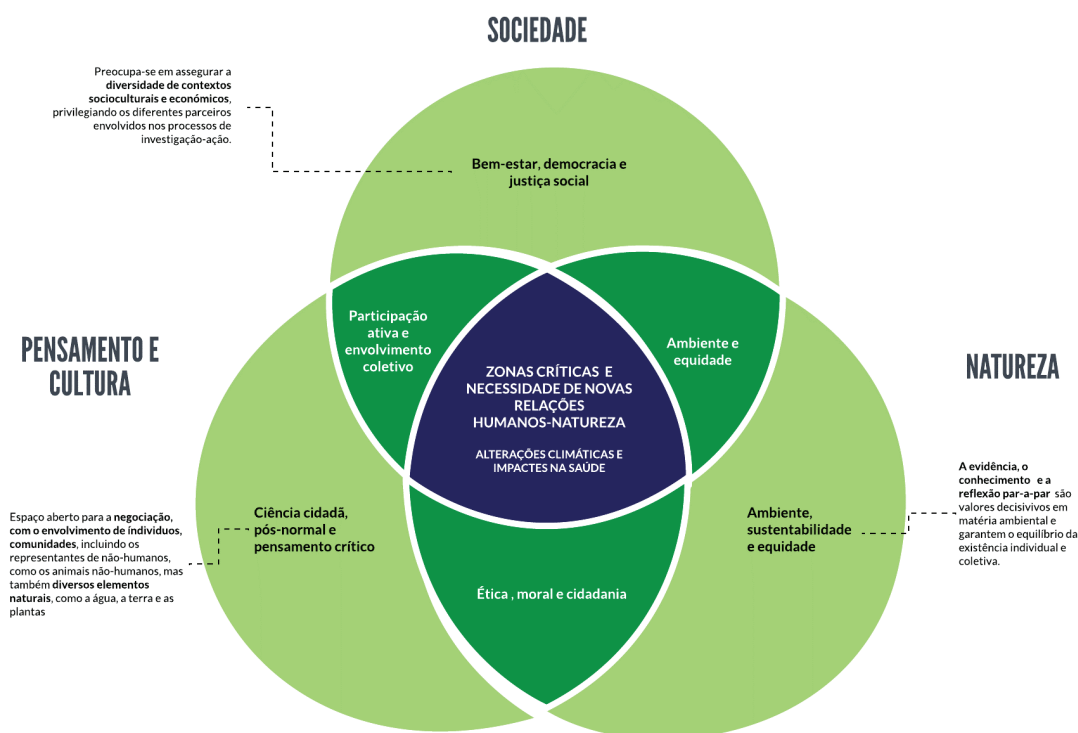 SOCIEDADE
Preocupa-se em assegurar a
diversidade de contextos
socioculturais e económicos,
privilegiando os diferentes parceiros
envolvidos nos processos de
investigação-ação.
Bem-estar, democracia e
justiça social
Participação
ativa e
envolvimento
coletivo
Ambiente e
equidade
PENSAMENTO E
CULTURA
NATUREZA
ZONAS CRÍTICAS E
NECESSIDADE DE NOVAS
RELAÇÕES
HUMANOS-NATUREZA
ALTERAÇÕES CLIMÁTICAS E
IMPACTES NA SAÚDE
Espaço aberto para a negociação,
com o envolvimento de índividuos,
comunidades, incluindo os
representantes de não-humanos,
como os animais não-humanos, mas
também diversos elementos
naturais, como a água, a terra e as
plantas
Ciência cidadã,
pós-normal e
pensamento crítico
Ambiente,
sustentabilidade
e equidade
A evidência, o
conhecimento e a
reflexão par-a-par são
valores decisivivos em
matéria ambiental e
garantem o equilíbrio da
existência individual e
coletiva.
Ética , moral e cidadania